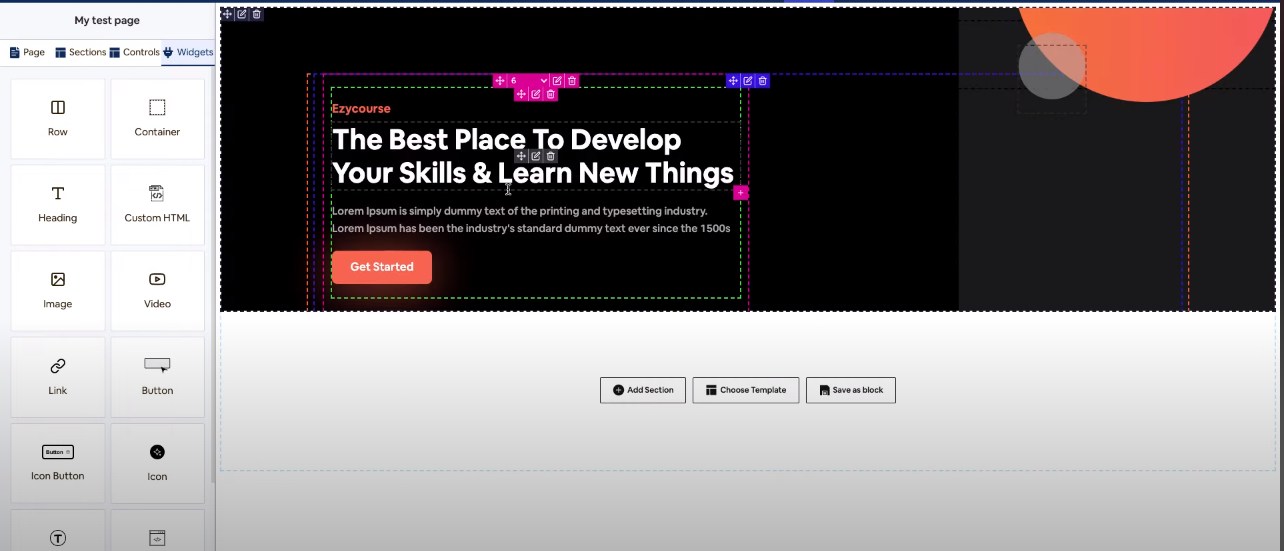 My test page
Page
Sections
Controls
Widgets
Row
Container
Heading
Custom HTML
Image
Video
Link
Button
Button
Icon Button
Icon
6
Ezycourse
The Best Place To Develop
Your Skills & Learn New Things
Lorem Ipsum is simply dummy text of the printing and typesetting industry.
Lorem Ipsum has been the industry's standard dummy text ever since the 1500s
Get Started
Add Section
Choose Template
Save as block